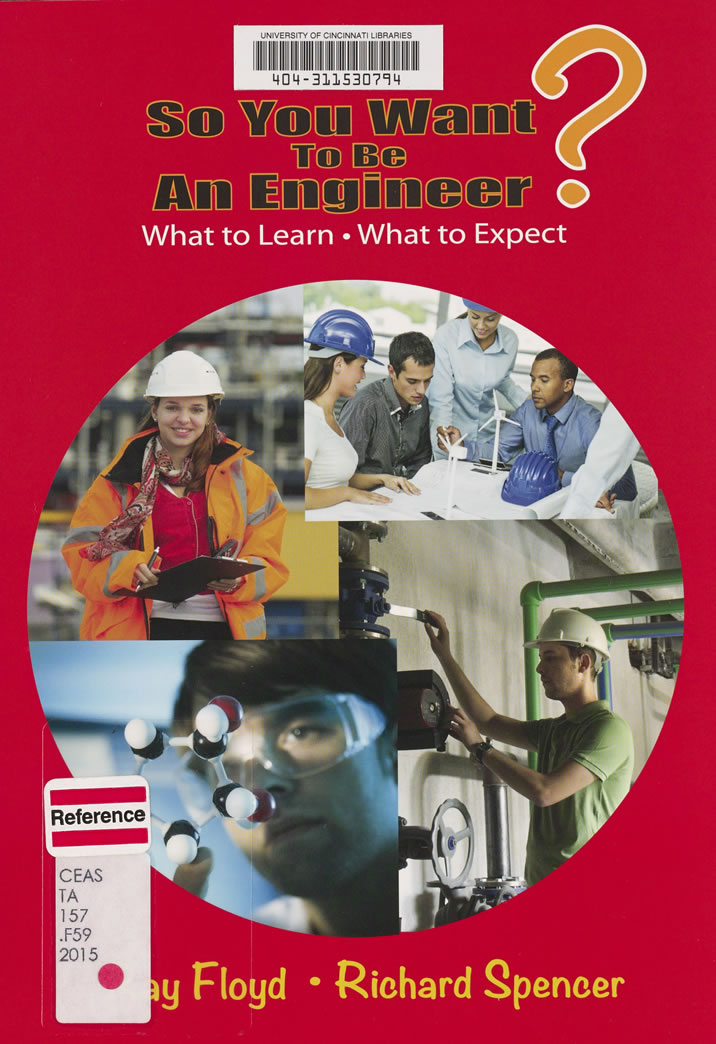 UNIVERSITY OF CINCINNATI LIBRARIES
404-311530794
So You Want
To Be
An Engineer
?
What to Learn • What to Expect
Reference
CEAS
TA
157
.F59
2015
Floyd • Richard Spencer